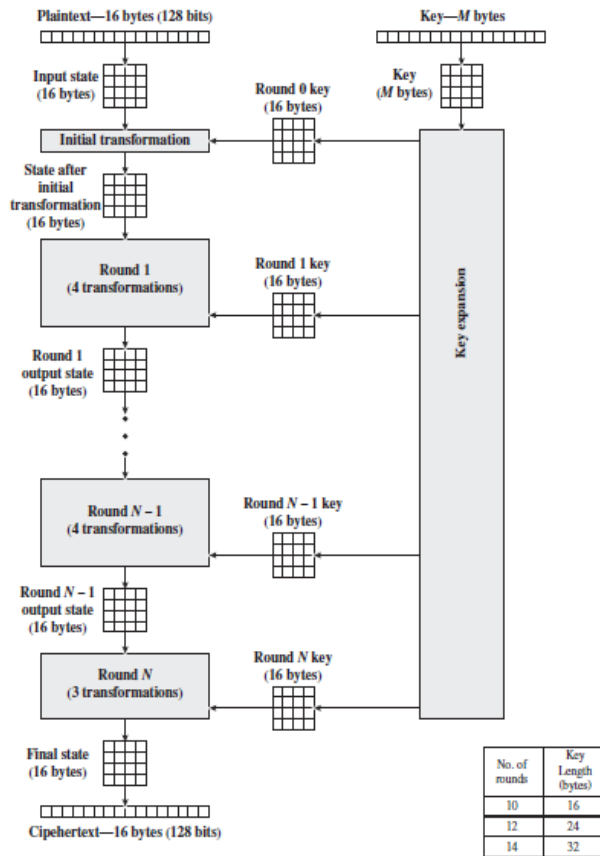 Plaintext—16 bytes (128 bits)
Key—M bytes
Input state
(16 bytes)
Key
(M bytes)
Round 0 key
(16 bytes)
Initial transformation
State after
initial
transformation
(16 bytes)
Round 1
(4 transformations)
Round 1 key
(16 bytes)
Key expansion
Round 1
output state
(16 bytes)
Round N – 1
(4 transformations)
Round N – 1 key
(16 bytes)
Round N – 1
output state
(16 bytes)
Round N
(3 transformations)
Round N key
(16 bytes)
Final state
(16 bytes)
Cipehertext—16 bytes (128 bits)
No. of
rounds
Key
Length
(bytes)
10 16
12 24
14 32